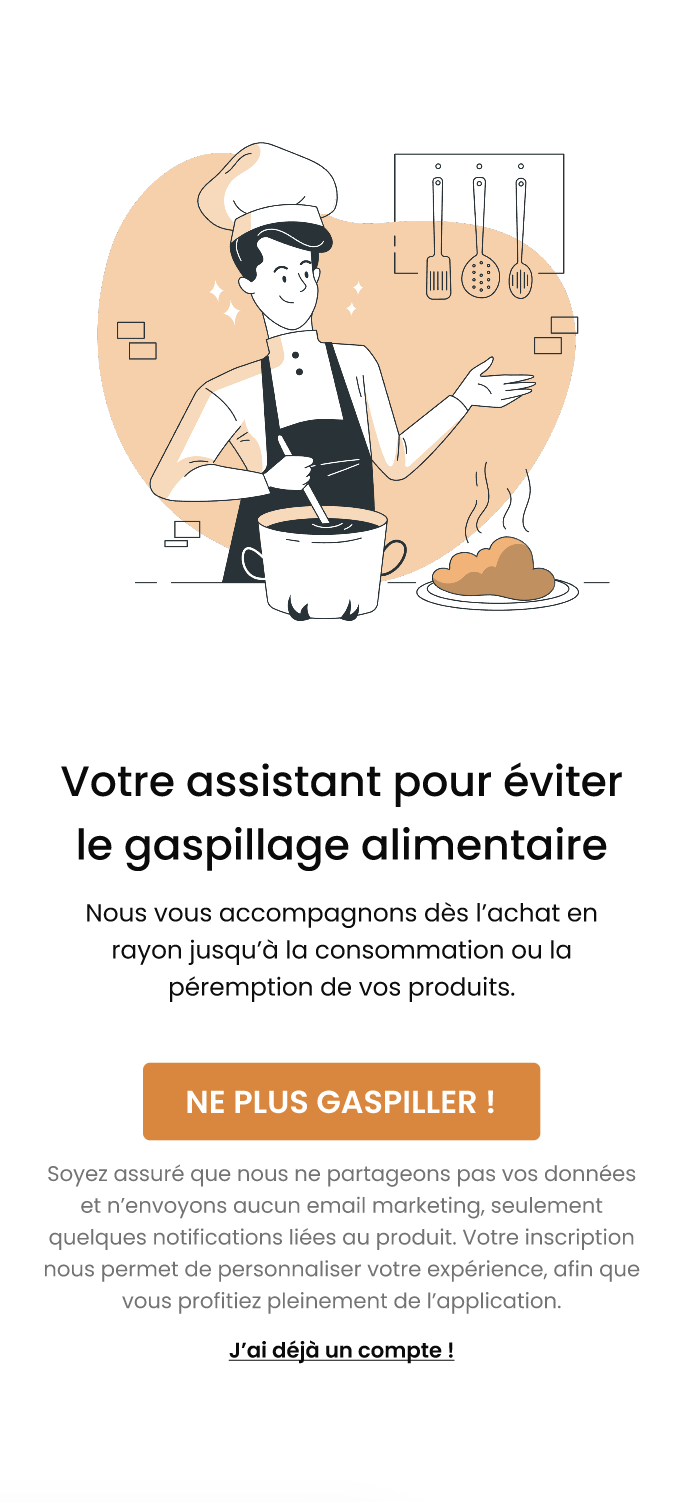 Votre assistant pour éviter
le gaspillage alimentaire
Nous vous accompagnons dès l’achat en
rayon jusqu’à la consommation ou la
péremption de vos produits.
NE PLUS GASPILLER !
Soyez assuré que nous ne partageons pas vos données
et n’envoyons aucun email marketing, seulement
quelques notifications liées au produit. Votre inscription
nous permet de personnaliser votre expérience, afin que
vous profitiez pleinement de l’application.
J’ai déjà un compte !